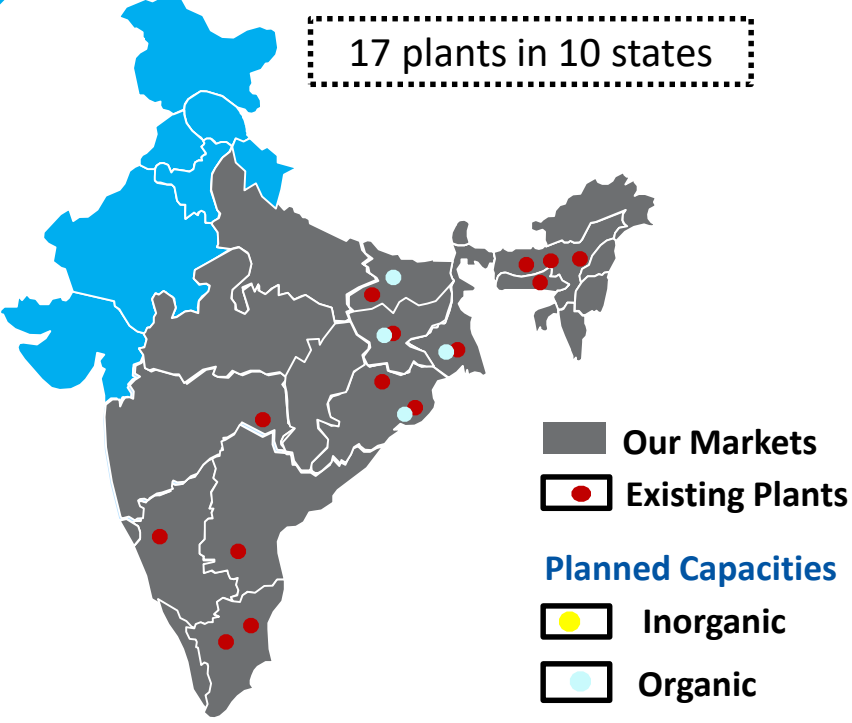 17 plants in 10 states
Our Markets
Existing Plants
Planned Capacities
Inorganic
Organic